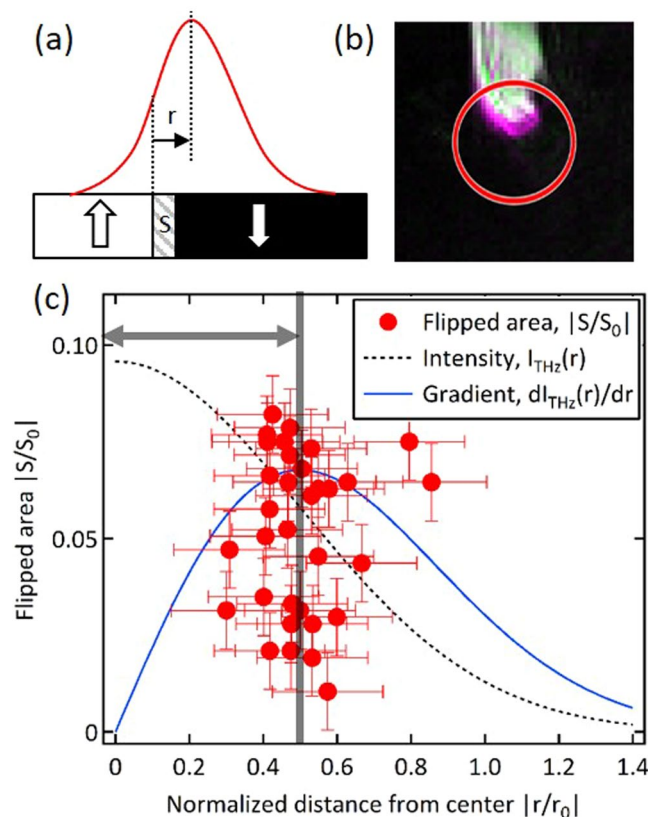 (a)
(b)
r
S
(c)
Flipped area, |S/S₀|
Intensity, I_THz(r)
Gradient, dI_THz(r)/dr
Flipped area |S/S₀|
0.10
0.05
0
0 0.2 0.4 0.6 0.8 1.0 1.2 1.4
Normalized distance from center |r/r₀|